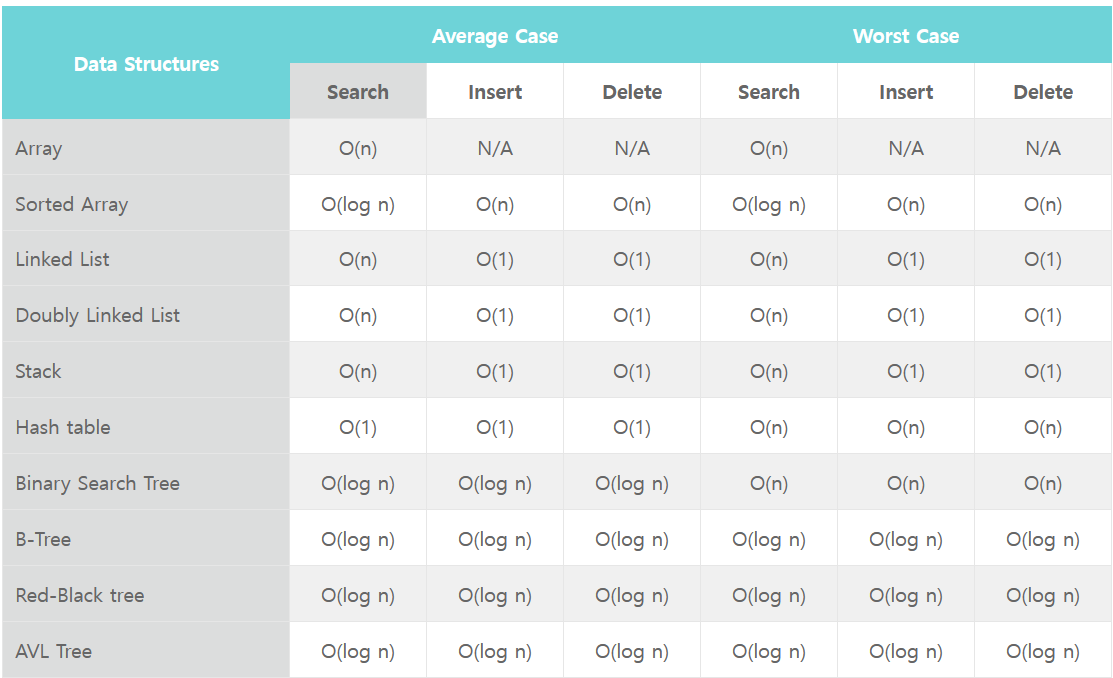 Average Case Worst Case
Data Structures
Search Insert Delete Search Insert Delete
Array O(n) N/A N/A O(n) N/A N/A
Sorted Array O(log n) O(n) O(n) O(log n) O(n) O(n)
Linked List O(n) O(1) O(1) O(n) O(1) O(1)
Doubly Linked List O(n) O(1) O(1) O(n) O(1) O(1)
Stack O(n) O(1) O(1) O(n) O(1) O(1)
Hash table O(1) O(1) O(1) O(n) O(n) O(n)
Binary Search Tree O(log n) O(log n) O(log n) O(n) O(n) O(n)
B-Tree O(log n) O(log n) O(log n) O(log n) O(log n) O(log n)
Red-Black tree O(log n) O(log n) O(log n) O(log n) O(log n) O(log n)
AVL Tree O(log n) O(log n) O(log n) O(log n) O(log n) O(log n)